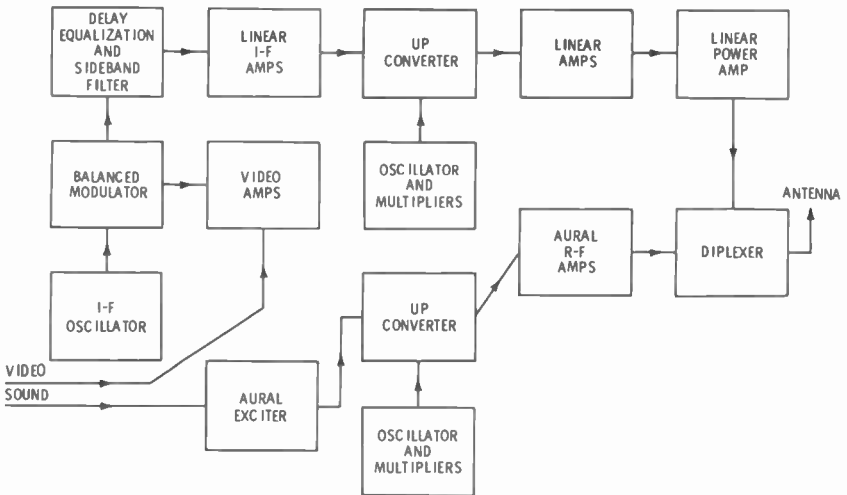 DELAY
EQUALIZATION
AND
SIDEBAND
FILTER
LINEAR
I-F
AMPS
UP
CONVERTER
LINEAR
AMPS
LINEAR
POWER
AMP
BALANCED
MODULATOR
VIDEO
AMPS
OSCILLATOR
AND
MULTIPLIERS
ANTENNA
AURAL
R-F
AMPS
DIPLEXER
I-F
OSCILLATOR
UP
CONVERTER
VIDEO
SOUND
AURAL
EXCITER
OSCILLATOR
AND
MULTIPLIERS